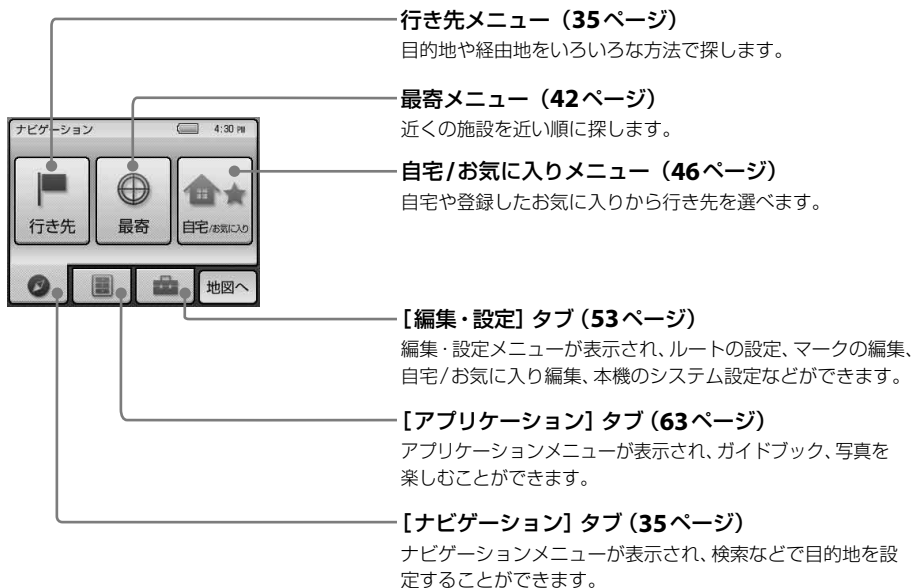 行き先メニュー（35ページ）
目的地や経由地をいろいろな方法で探します。
最寄メニュー（42ページ）
近くの施設を近い順に探します。
自宅/お気に入りメニュー（46ページ）
自宅や登録したお気に入りから行き先を選べます。
ナビゲーション 4:30 PM
行き先 最寄 自宅/お気に入り
地図へ
［編集・設定］タブ（53ページ）
編集・設定メニューが表示され、ルートの設定、マークの編集、
自宅/お気に入り編集、本機のシステム設定などができます。
［アプリケーション］タブ（63ページ）
アプリケーションメニューが表示され、ガイドブック、写真を
楽しむことができます。
［ナビゲーション］タブ（35ページ）
ナビゲーションメニューが表示され、検索などで目的地を設
定することができます。